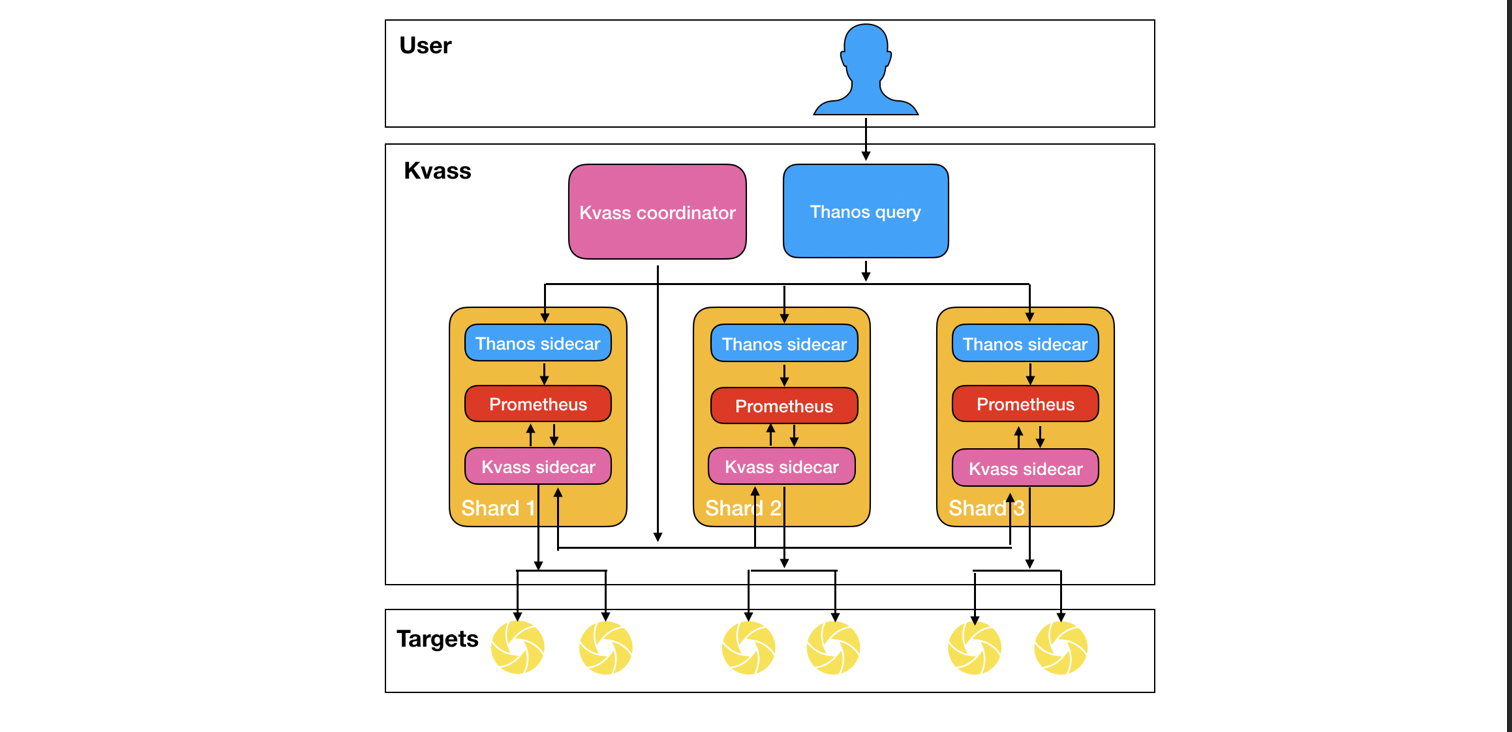 User
Kvass
Kvass coordinator
Thanos query
Thanos sidecar
Thanos sidecar
Thanos sidecar
Prometheus
Prometheus
Prometheus
Kvass sidecar
Kvass sidecar
Kvass sidecar
Shard 1
Shard 2
Shard 3
Targets